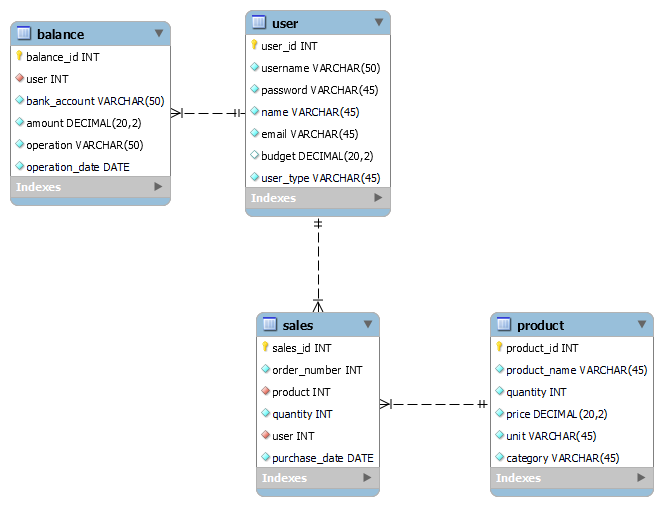 balance
balance_id INT
user INT
bank_account VARCHAR(50)
amount DECIMAL(20,2)
operation VARCHAR(50)
operation_date DATE
Indexes
user
user_id INT
username VARCHAR(50)
password VARCHAR(45)
name VARCHAR(45)
email VARCHAR(45)
budget DECIMAL(20,2)
user_type VARCHAR(45)
Indexes
sales
sales_id INT
order_number INT
product INT
quantity INT
user INT
purchase_date DATE
Indexes
product
product_id INT
product_name VARCHAR(45)
quantity INT
price DECIMAL(20,2)
unit VARCHAR(45)
category VARCHAR(45)
Indexes